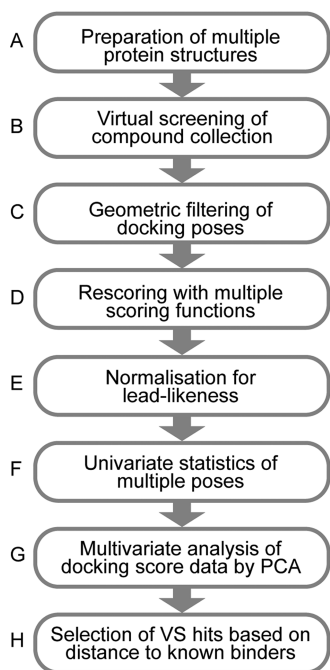 A
Preparation of multiple
protein structures
B
Virtual screening of
compound collection
C
Geometric filtering of
docking poses
D
Rescoring with multiple
scoring functions
E
Normalisation for
lead-likeness
F
Univariate statistics of
multiple poses
G
Multivariate analysis of
docking score data by PCA
H
Selection of VS hits based on
distance to known binders